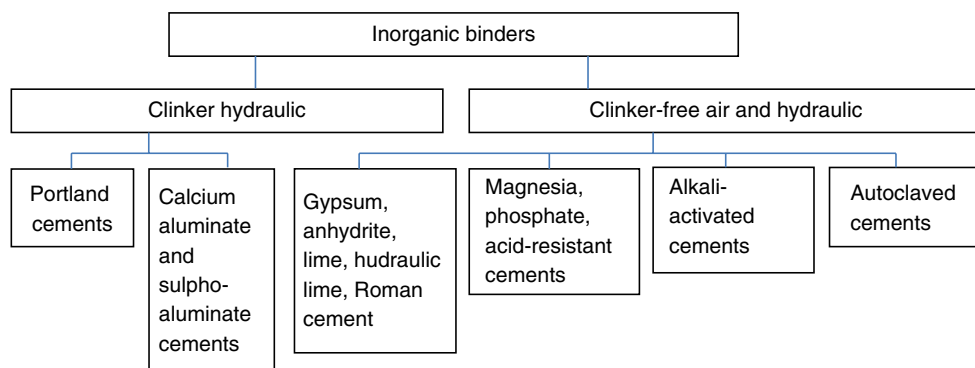 Inorganic binders
Clinker hydraulic
Clinker-free air and hydraulic
Portland
cements
Calcium
aluminate
and
sulpho-
aluminate
cements
Gypsum,
anhydrite,
lime, hudraulic
lime, Roman
cement
Magnesia,
phosphate,
acid-resistant
cements
Alkali-
activated
cements
Autoclaved
cements